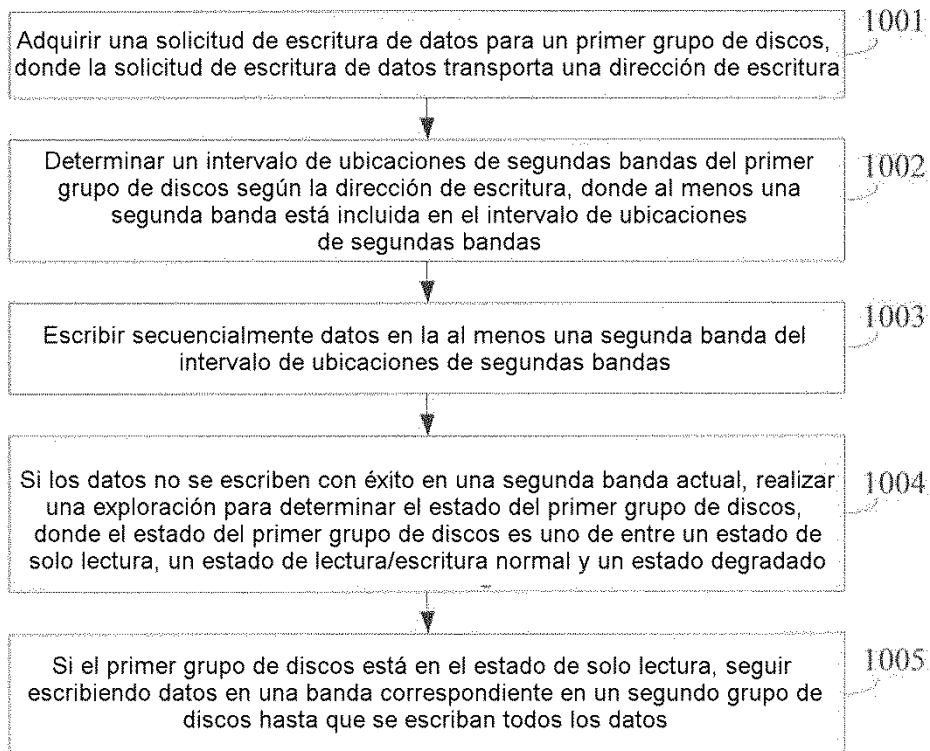 Adquirir una solicitud de escritura de datos para un primer grupo de discos,
donde la solicitud de escritura de datos transporta una dirección de escritura
1001
Determinar un intervalo de ubicaciones de segundas bandas del primer
grupo de discos según la dirección de escritura, donde al menos una
segunda banda está incluida en el intervalo de ubicaciones
de segundas bandas
1002
Escribir secuencialmente datos en la al menos una segunda banda del
intervalo de ubicaciones de segundas bandas
1003
Si los datos no se escriben con éxito en una segunda banda actual, realizar
una exploración para determinar el estado del primer grupo de discos,
donde el estado del primer grupo de discos es uno de entre un estado de
solo lectura, un estado de lectura/escritura normal y un estado degradado
1004
Si el primer grupo de discos está en el estado de solo lectura, seguir
escribiendo datos en una banda correspondiente en un segundo grupo de
discos hasta que se escriban todos los datos
1005